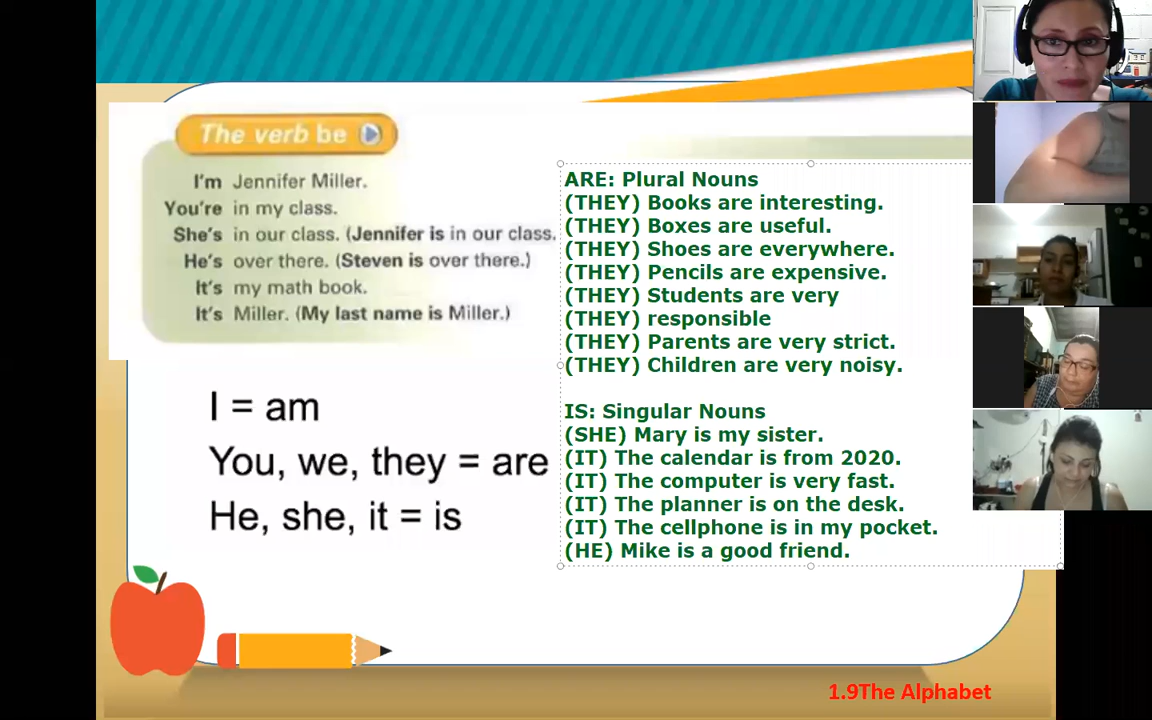 The verb be
I'm Jennifer Miller.
You're in my class.
She's in our class. (Jennifer is in our class.
He's over there. (Steven is over there.)
It's my math book.
It's Miller. (My last name is Miller.)
I = am
You, we, they = are
He, she, it = is
ARE: Plural Nouns
(THEY) Books are interesting.
(THEY) Boxes are useful.
(THEY) Shoes are everywhere.
(THEY) Pencils are expensive.
(THEY) Students are very
(THEY) responsible
(THEY) Parents are very strict.
(THEY) Children are very noisy.
IS: Singular Nouns
(SHE) Mary is my sister.
(IT) The calendar is from 2020.
(IT) The computer is very fast.
(IT) The planner is on the desk.
(IT) The cellphone is in my pocket.
(HE) Mike is a good friend.
1.9The Alphabet